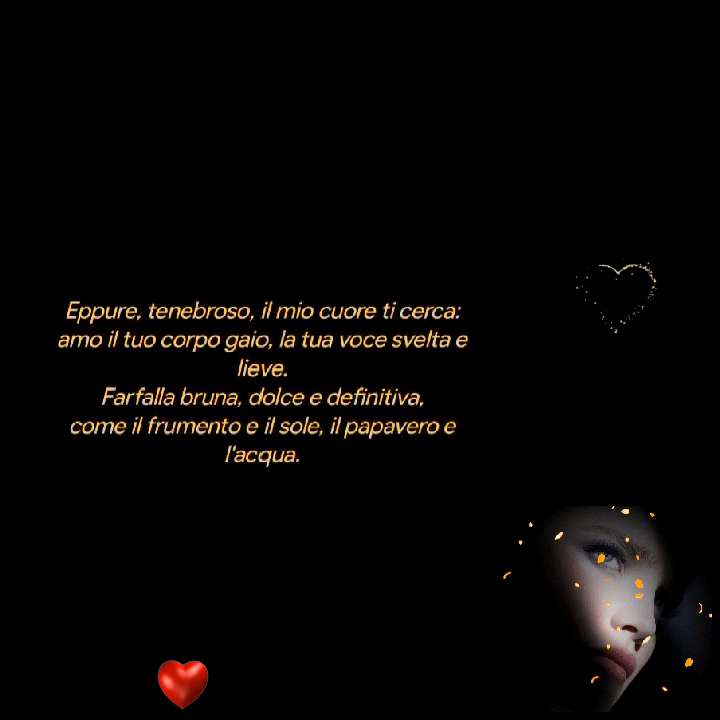 Eppure, tenebroso, il mio cuore ti cerca:
amo il tuo corpo gaio, la tua voce svelta e
lieve.
Farfalla bruna, dolce e definitiva,
come il frumento e il sole, il papavero e
l'acqua.